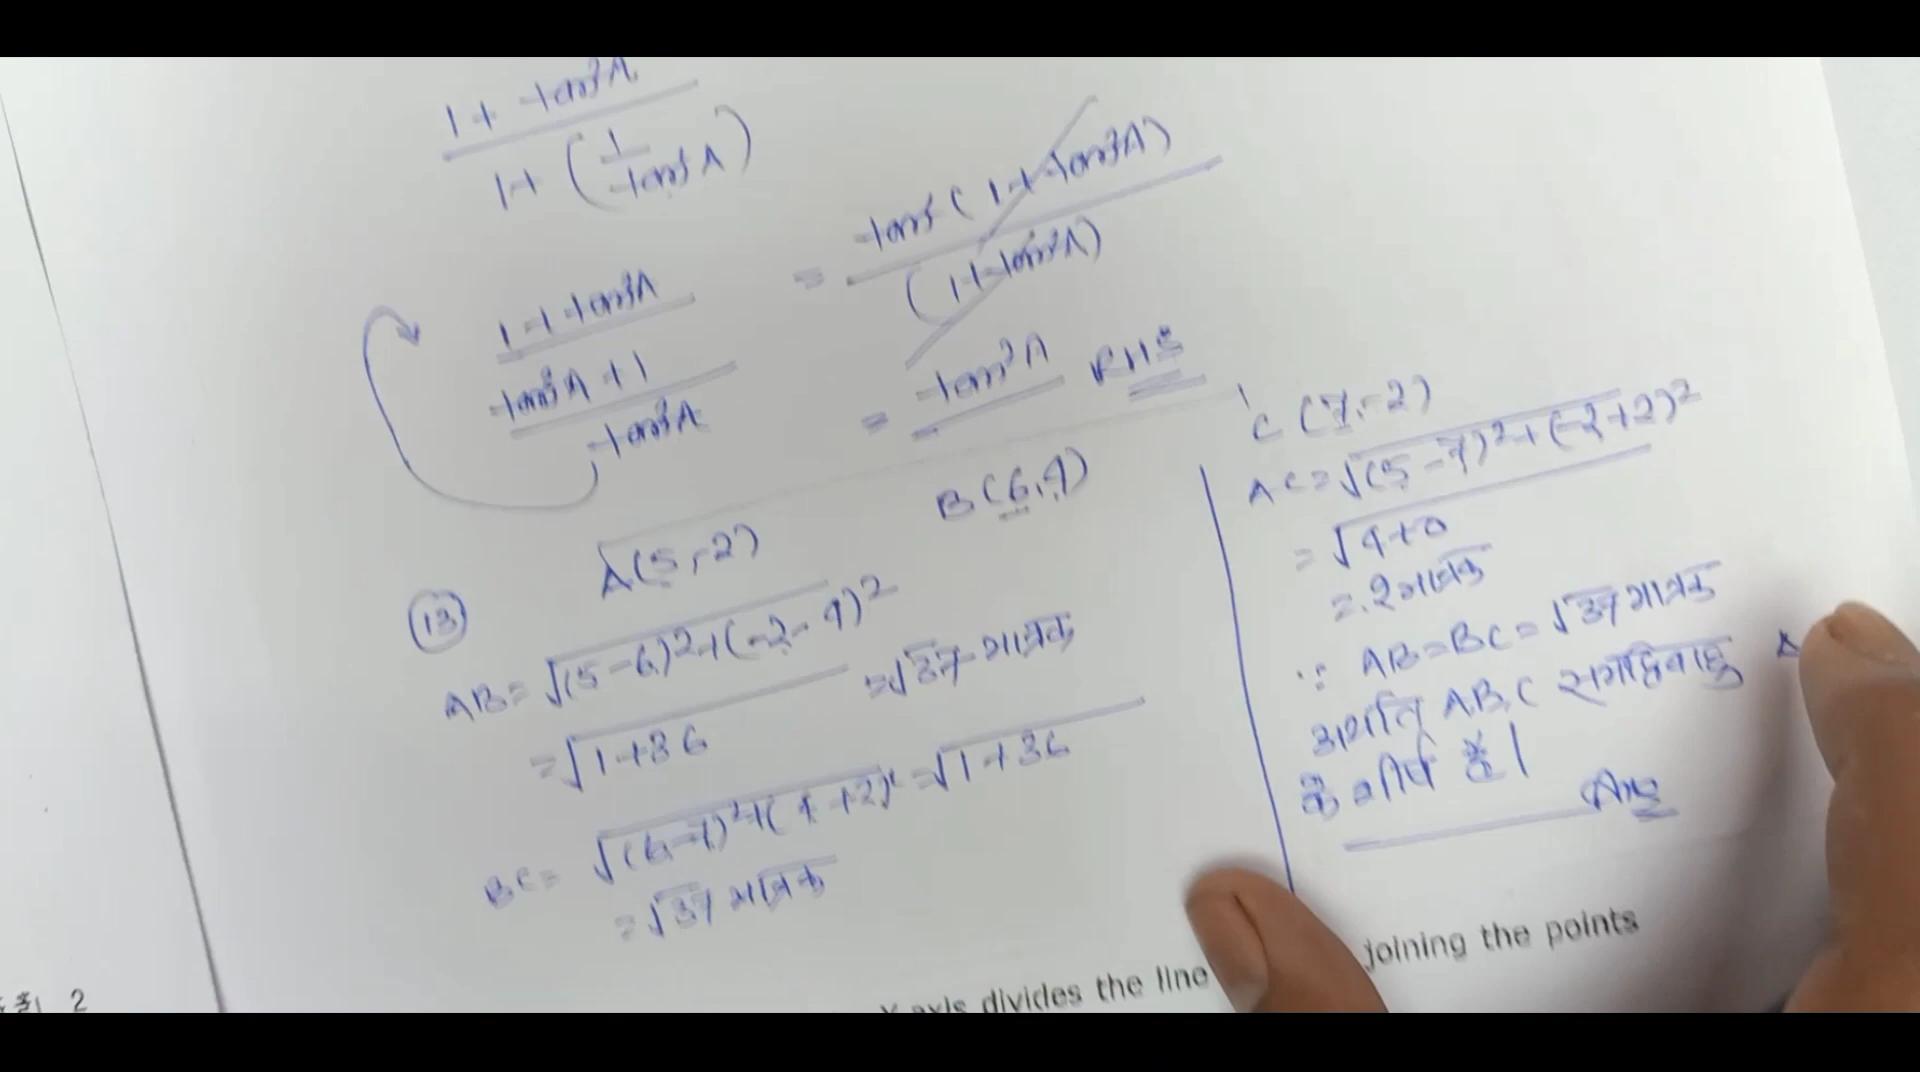 1 + tan²A
1 + (1/tan²A)
1 + tan²A
tan²A + 1
tan²A
= tan²(1 + tan²A)
(1 + tan²A)
= tan²A RHS
(13)
A(5, -2)
B(6, 4)
AB = √(5-6)² + (-2-4)²
= √1+36
= √37 मात्रक
BC = √(6-7)² + (4+2)² = √1+36
= √37 मात्रक
C (7, -2)
AC = √(5-7)² + (-2+2)²
= √4+0
= 2 मात्रक
∵ AB = BC = √37 मात्रक
अर्थात् A,B,C समद्विबाहु Δ
के शीर्ष हैं।
Ans
axis divides the line
joining the points
2